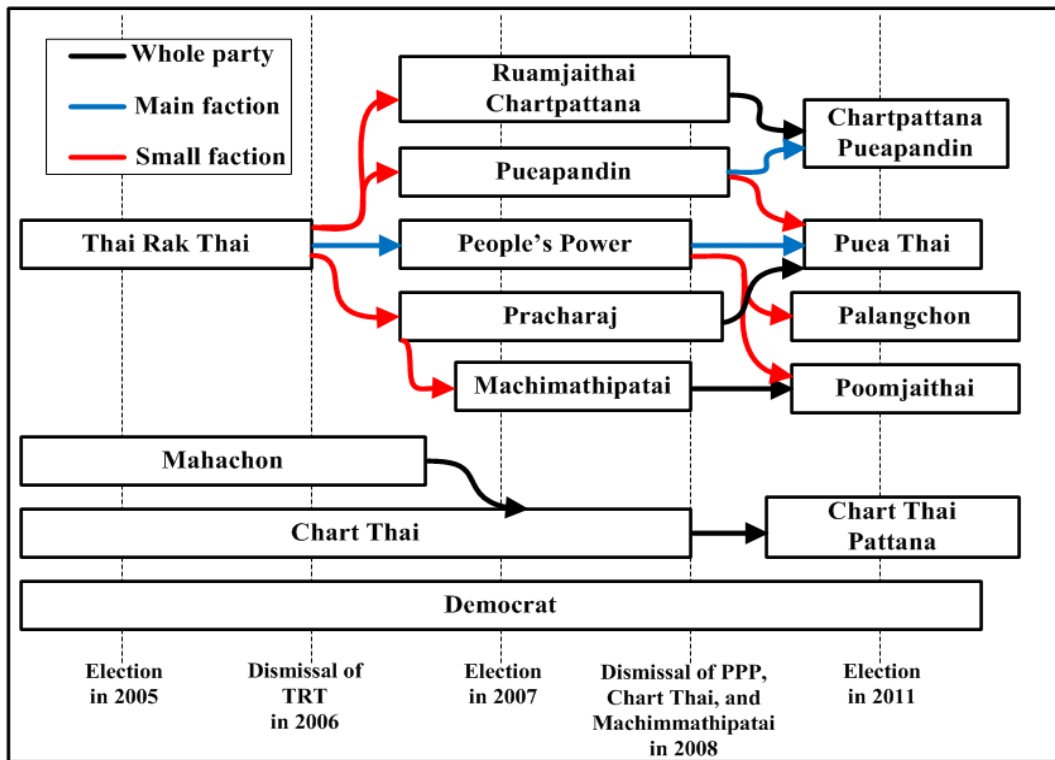 Whole party
Main faction
Small faction
Ruamjaithai
Chartpattana
Chartpattana
Pueapandin
Pueapandin
Thai Rak Thai
People's Power
Puea Thai
Pracharaj
Palangchon
Machimathipatai
Poomjaithai
Mahachon
Chart Thai
Chart Thai
Pattana
Democrat
Election
in 2005
Dismissal of
TRT
in 2006
Election
in 2007
Dismissal of PPP,
Chart Thai, and
Machimmathipatai
in 2008
Election
in 2011